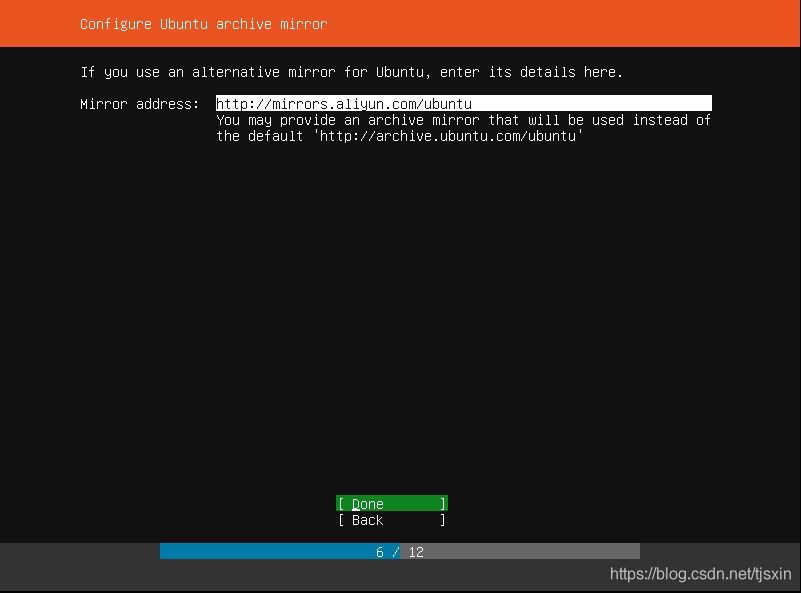 Configure Ubuntu archive mirror
If you use an alternative mirror for Ubuntu, enter its details here.
Mirror address: http://mirrors.aliyun.com/ubuntu
You may provide an archive mirror that will be used instead of
the default 'http://archive.ubuntu.com/ubuntu'
[ Done ]
[ Back ]
6 / 12
https://blog.csdn.net/tjsxin